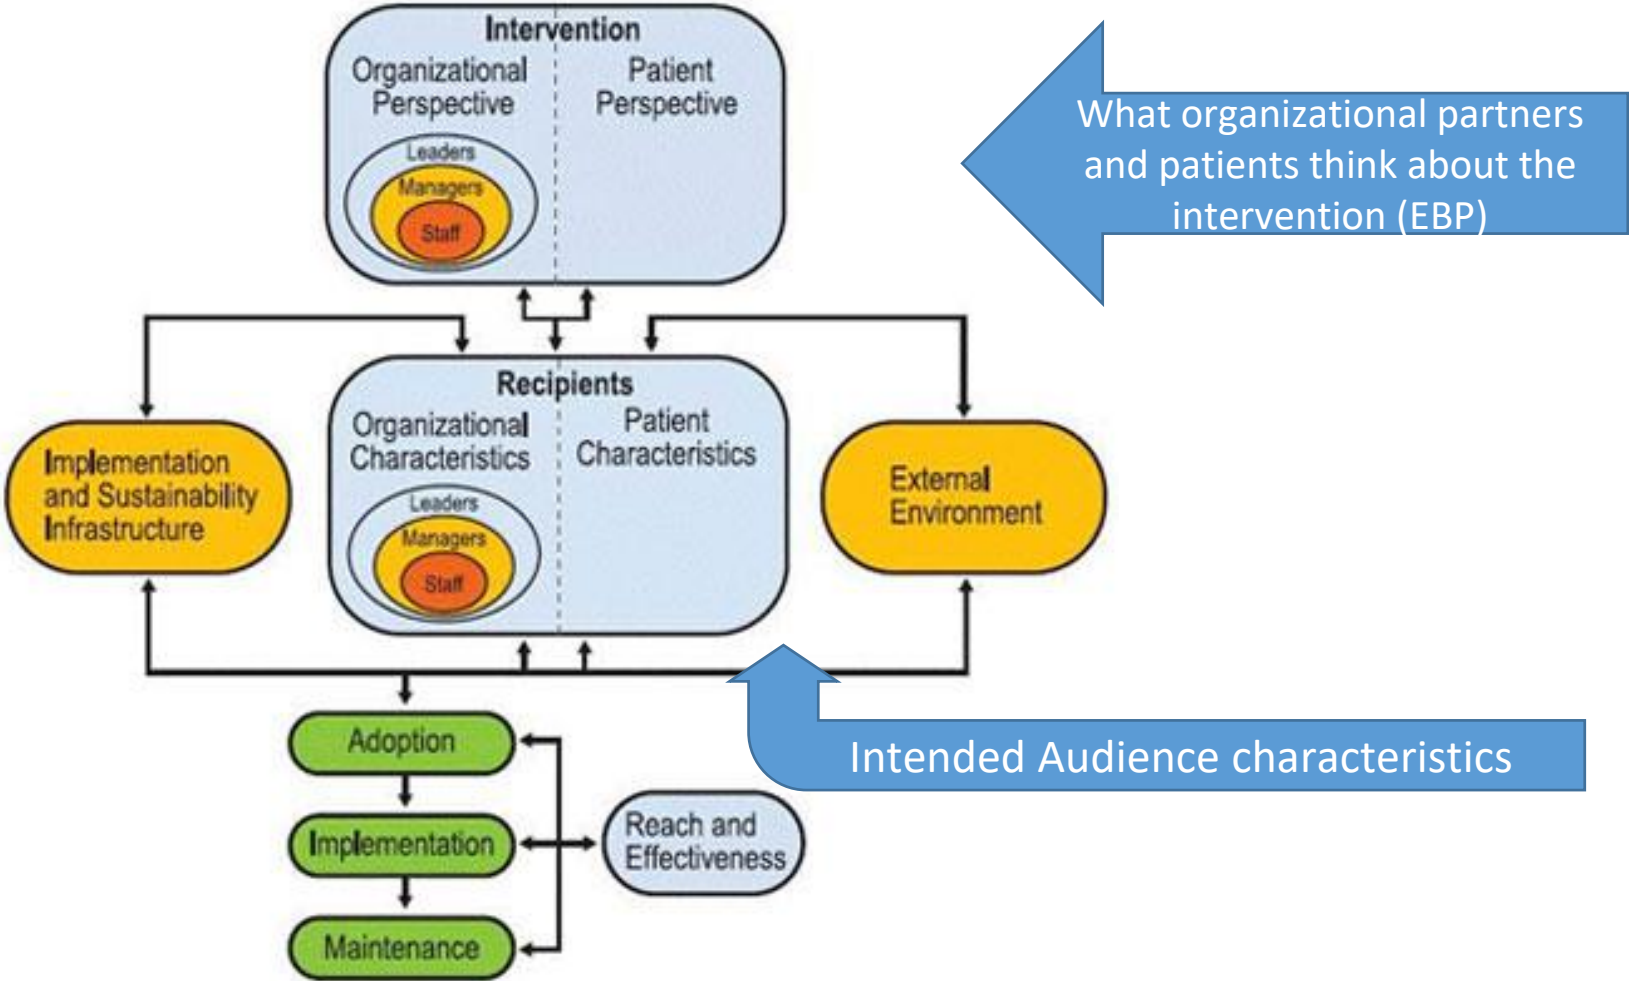 Intervention
Organizational
Perspective
Patient
Perspective
Leaders
Managers
Staff
What organizational partners
and patients think about the
intervention (EBP)
Recipients
Organizational
Characteristics
Patient
Characteristics
Leaders
Managers
Staff
Implementation
and Sustainability
Infrastructure
External
Environment
Adoption
Implementation
Maintenance
Reach and
Effectiveness
Intended Audience characteristics